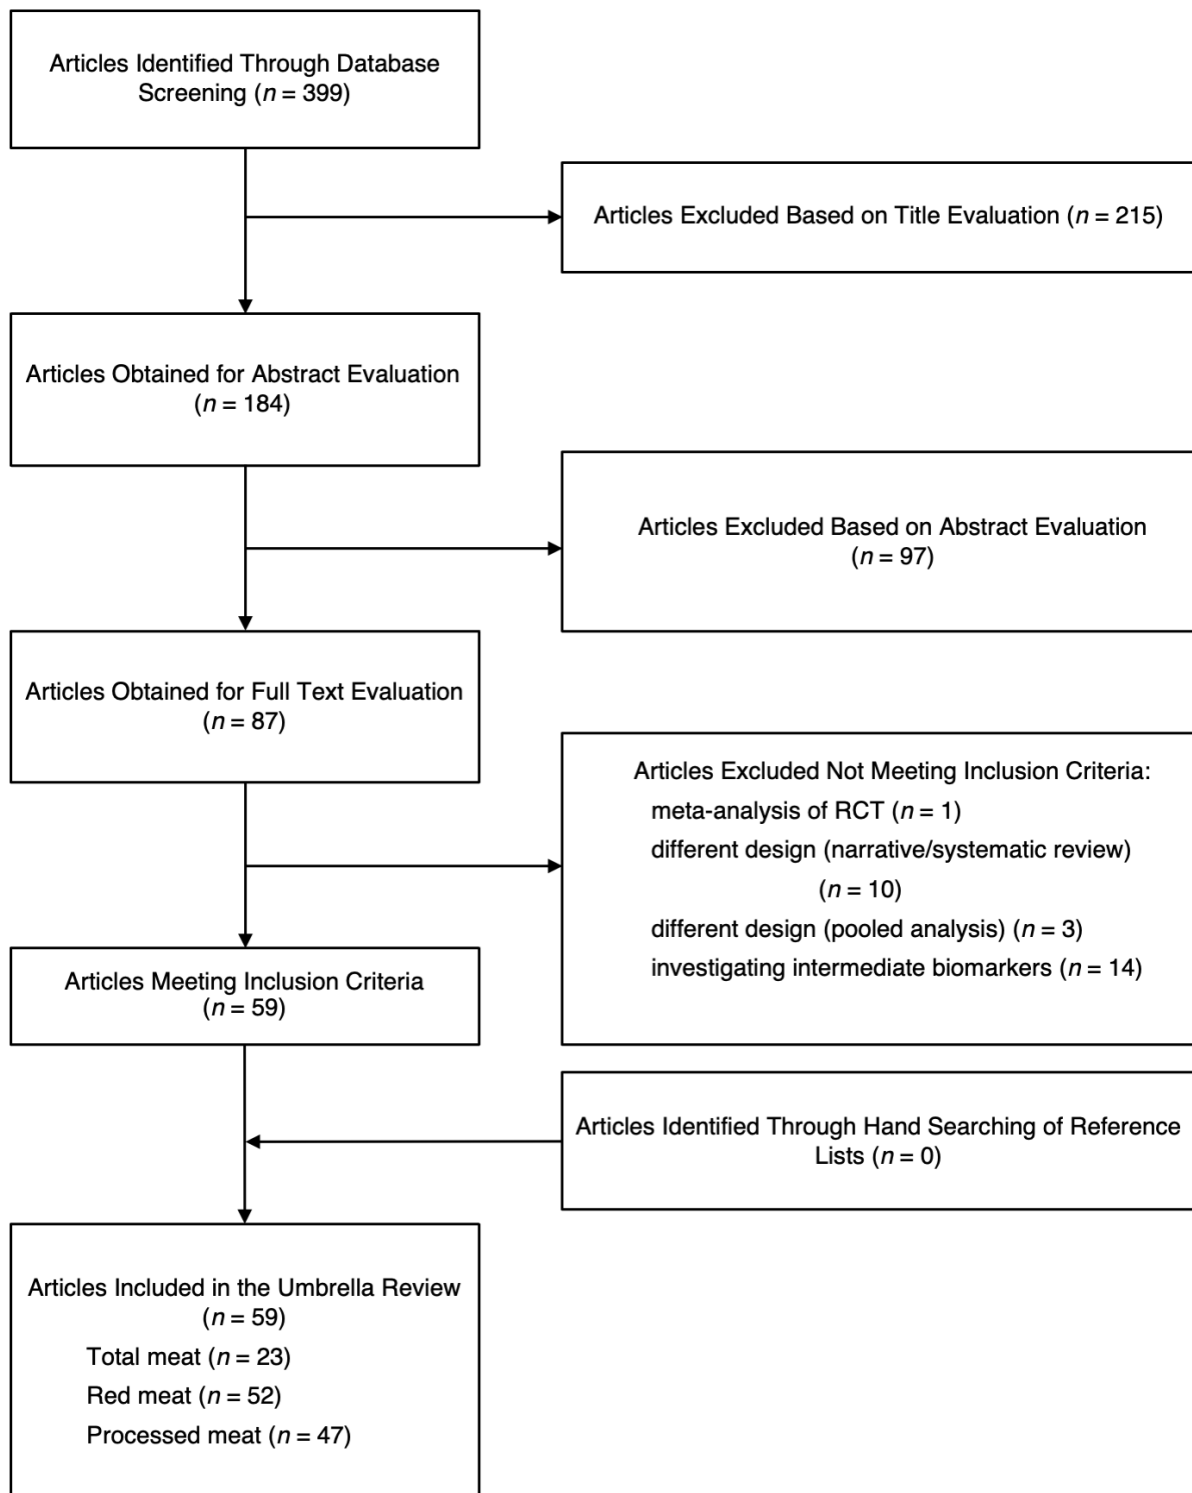 Articles Identified Through Database
Screening (n = 399)
Articles Excluded Based on Title Evaluation (n = 215)
Articles Obtained for Abstract Evaluation
(n = 184)
Articles Excluded Based on Abstract Evaluation
(n = 97)
Articles Obtained for Full Text Evaluation
(n = 87)
Articles Excluded Not Meeting Inclusion Criteria:
meta-analysis of RCT (n = 1)
different design (narrative/systematic review)
(n = 10)
different design (pooled analysis) (n = 3)
investigating intermediate biomarkers (n = 14)
Articles Meeting Inclusion Criteria
(n = 59)
Articles Identified Through Hand Searching of Reference
Lists (n = 0)
Articles Included in the Umbrella Review
(n = 59)
Total meat (n = 23)
Red meat (n = 52)
Processed meat (n = 47)